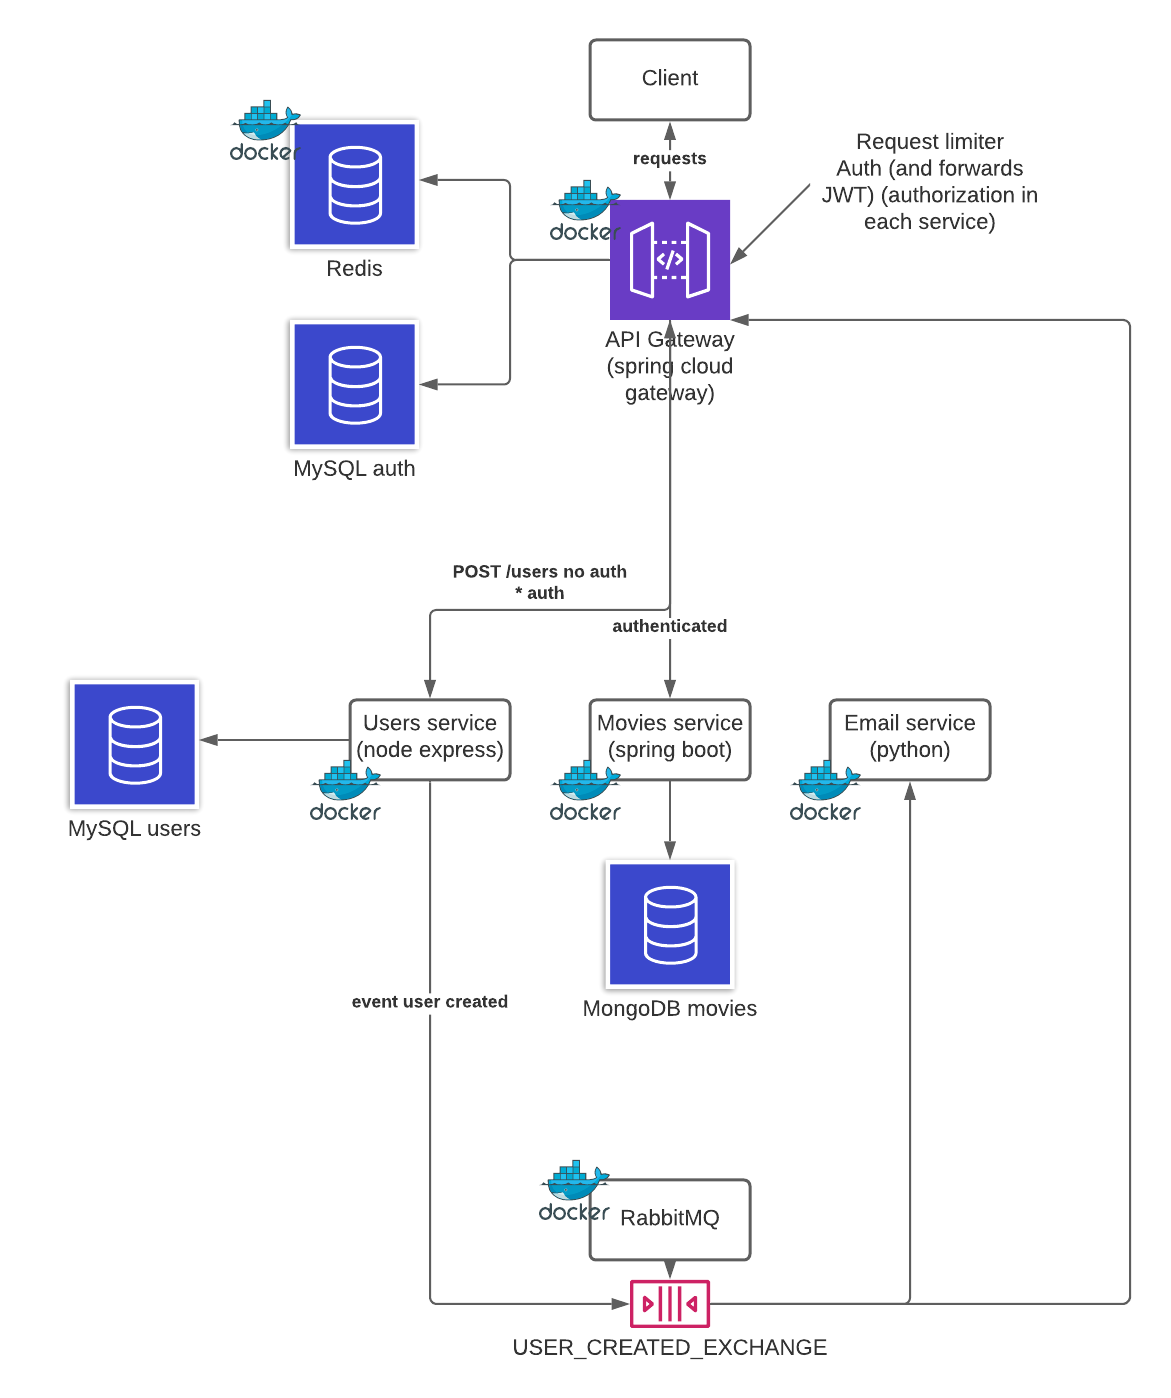 Client
requests
docker
Request limiter
Auth (and forwards
JWT) (authorization in
each service)
docker
Redis
API Gateway
(spring cloud
gateway)
MySQL auth
POST /users no auth
* auth
authenticated
Users service
(node express)
Movies service
(spring boot)
Email service
(python)
docker
docker
docker
MySQL users
event user created
MongoDB movies
docker
RabbitMQ
USER_CREATED_EXCHANGE